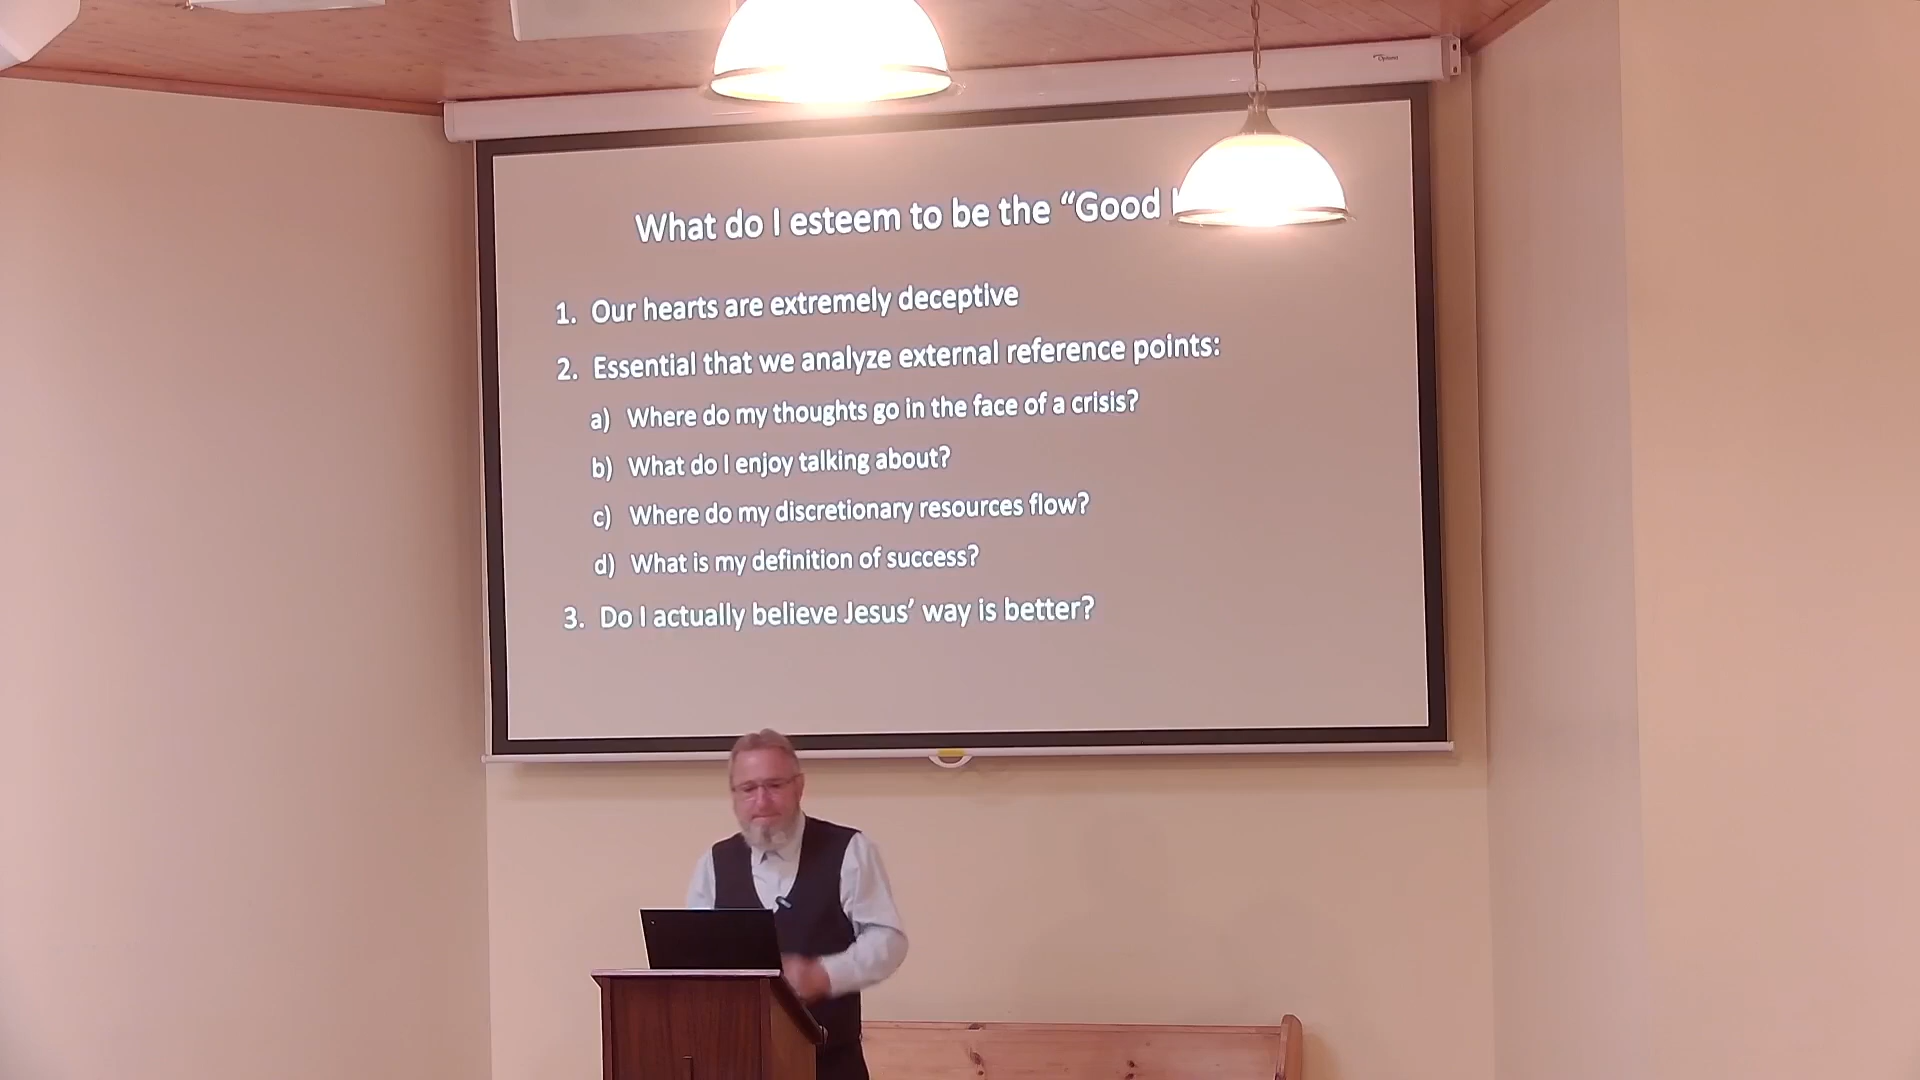 What do I esteem to be the “Good
1. Our hearts are extremely deceptive
2. Essential that we analyze external reference points:
a) Where do my thoughts go in the face of a crisis?
b) What do I enjoy talking about?
c) Where do my discretionary resources flow?
d) What is my definition of success?
3. Do I actually believe Jesus’ way is better?